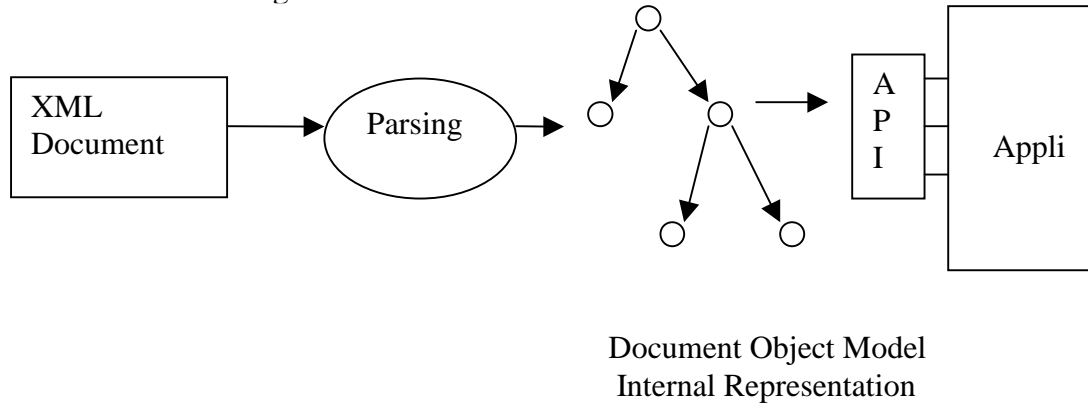 XML
Document
Parsing
A
P
I
Appli
Document Object Model
Internal Representation